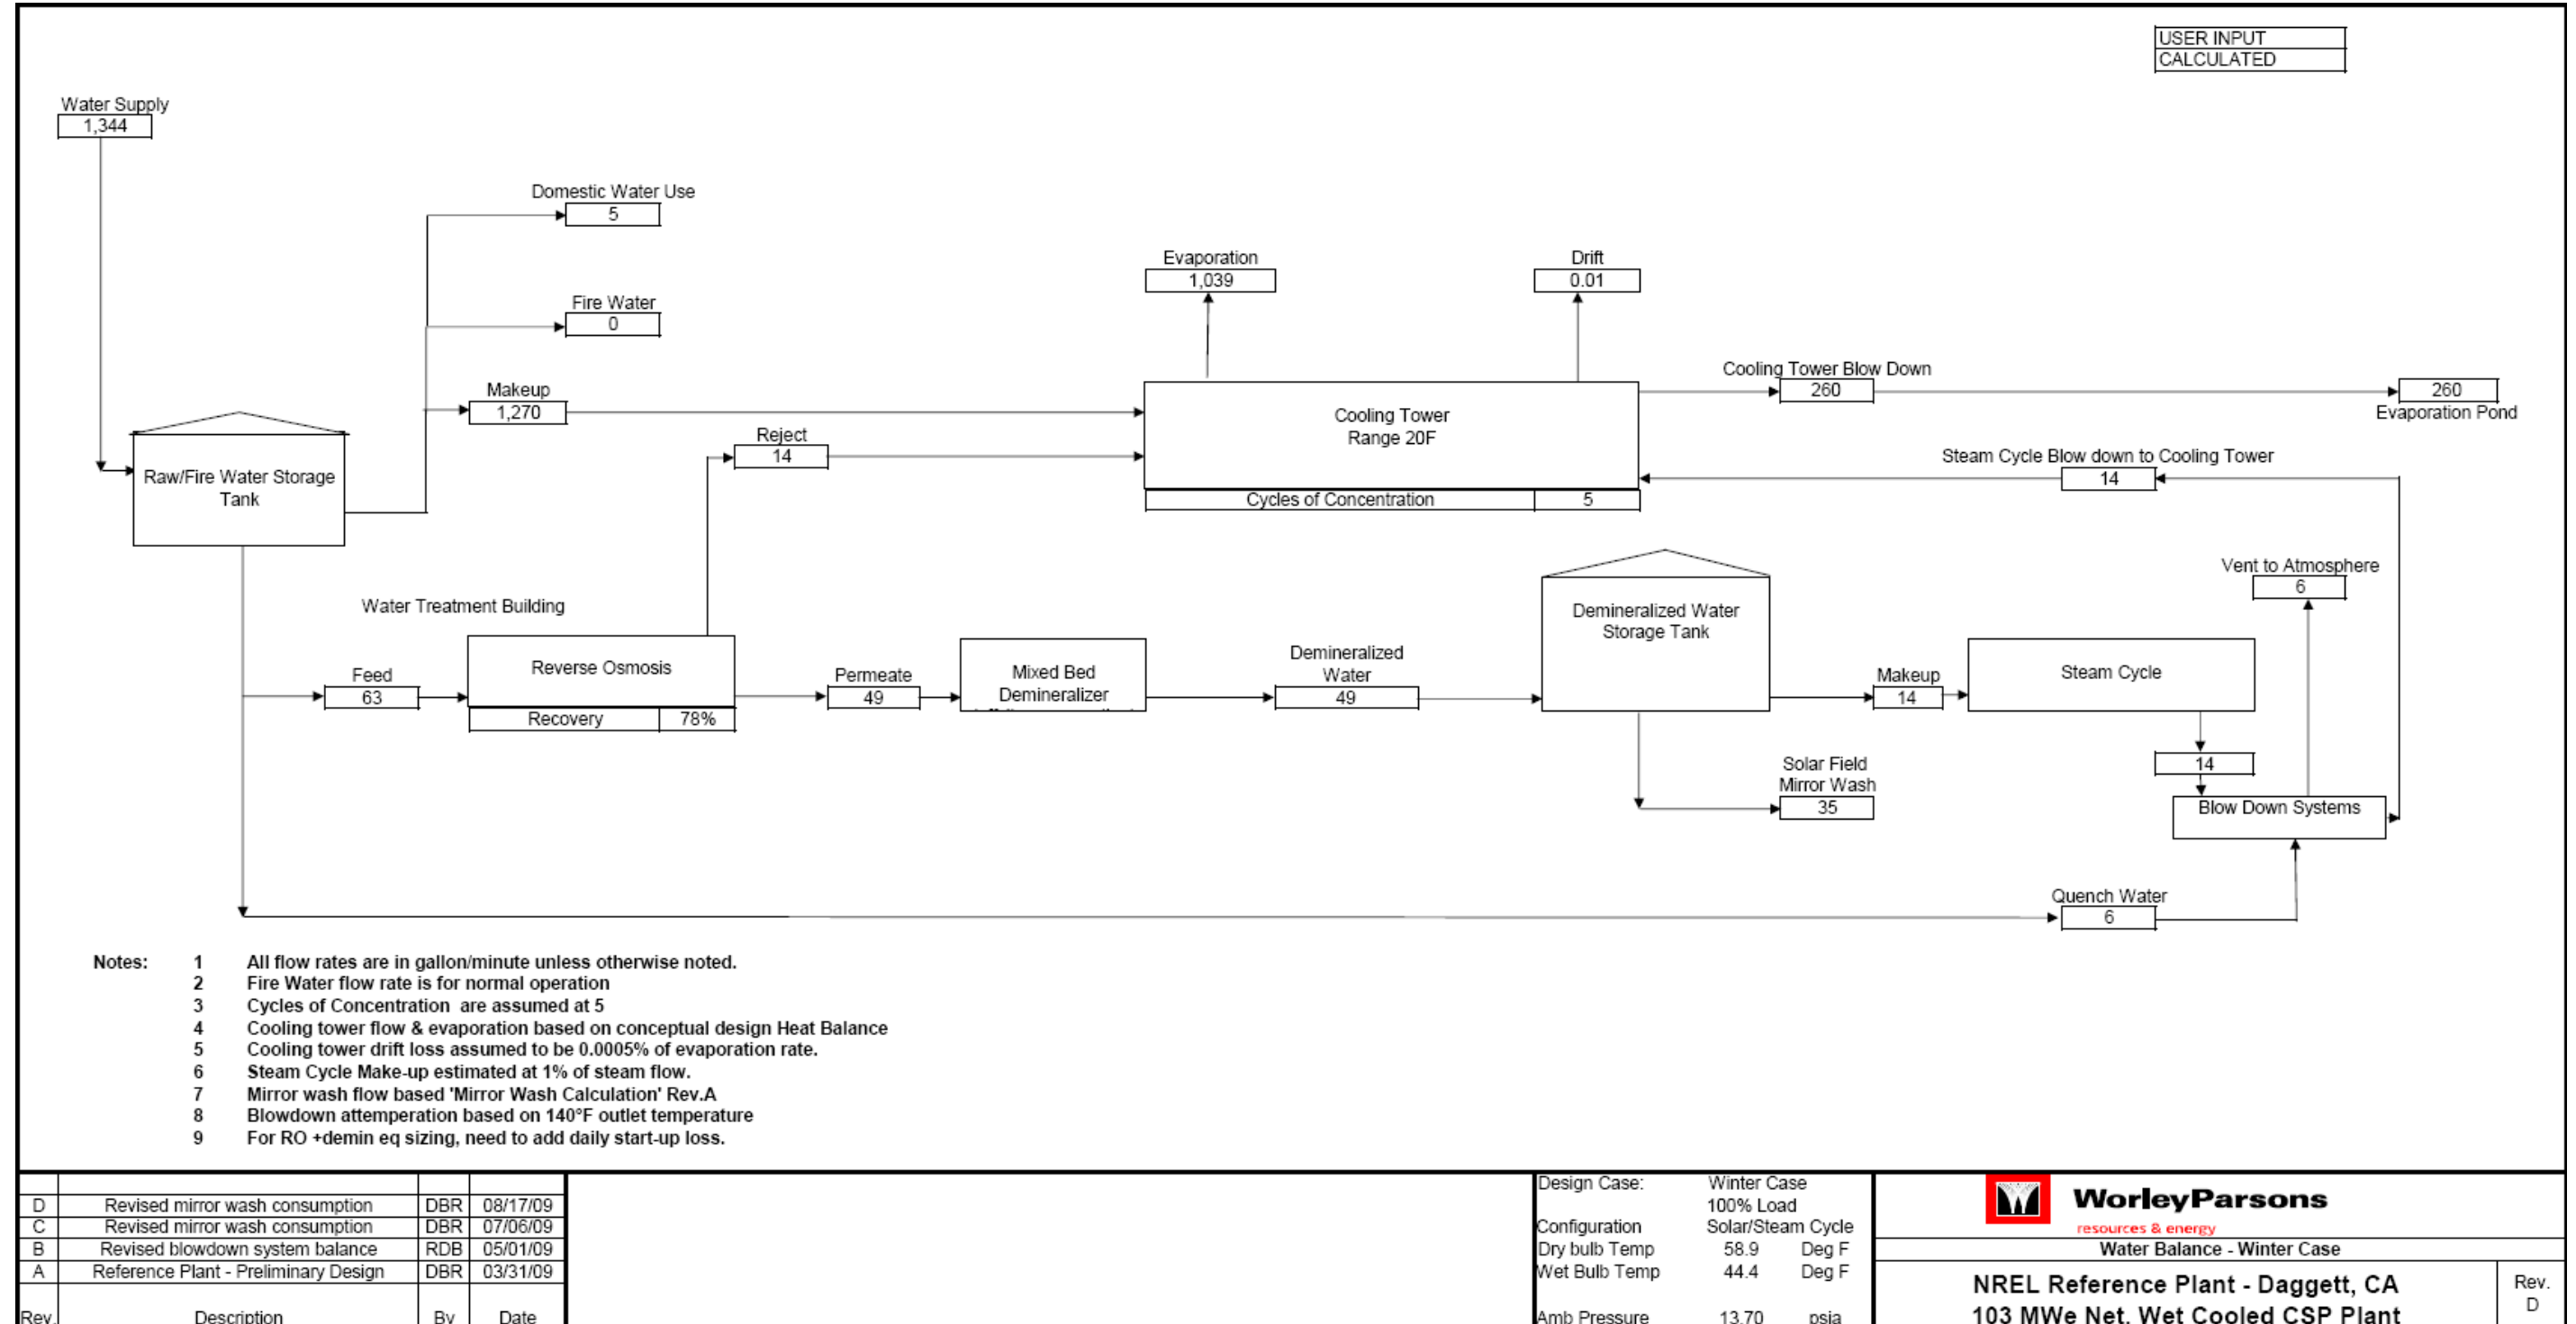 USER INPUT
CALCULATED
Water Supply
1,344
Domestic Water Use
5
Fire Water
0
Makeup
1,270
Reject
14
Evaporation
1,039
Drift
0.01
Cooling Tower
Range 20F
Cycles of Concentration 5
Cooling Tower Blow Down
260
260
Evaporation Pond
Steam Cycle Blow down to Cooling Tower
14
Raw/Fire Water Storage
Tank
Water Treatment Building
Feed
63
Reverse Osmosis
Recovery 78%
Permeate
49
Mixed Bed
Demineralizer
Demineralized
Water
49
Demineralized Water
Storage Tank
Makeup
14
Steam Cycle
Vent to Atmosphere
6
14
Blow Down Systems
Solar Field
Mirror Wash
35
Quench Water
6
Notes: 1 All flow rates are in gallon/minute unless otherwise noted.
2 Fire Water flow rate is for normal operation
3 Cycles of Concentration are assumed at 5
4 Cooling tower flow & evaporation based on conceptual design Heat Balance
5 Cooling tower drift loss assumed to be 0.0005% of evaporation rate.
6 Steam Cycle Make-up estimated at 1% of steam flow.
7 Mirror wash flow based 'Mirror Wash Calculation' Rev.A
8 Blowdown attemperation based on 140°F outlet temperature
9 For RO +demin eq sizing, need to add daily start-up loss.
D Revised mirror wash consumption DBR 08/17/09
C Revised mirror wash consumption DBR 07/06/09
B Revised blowdown system balance RDB 05/01/09
A Reference Plant - Preliminary Design DBR 03/31/09
Rev. Description By Date
Design Case: Winter Case
100% Load
Configuration Solar/Steam Cycle
Dry bulb Temp 58.9 Deg F
Wet Bulb Temp 44.4 Deg F
Amb Pressure 13.70 psia
WorleyParsons
resources & energy
Water Balance - Winter Case
NREL Reference Plant - Daggett, CA
103 MWe Net, Wet Cooled CSP Plant
Rev.
D